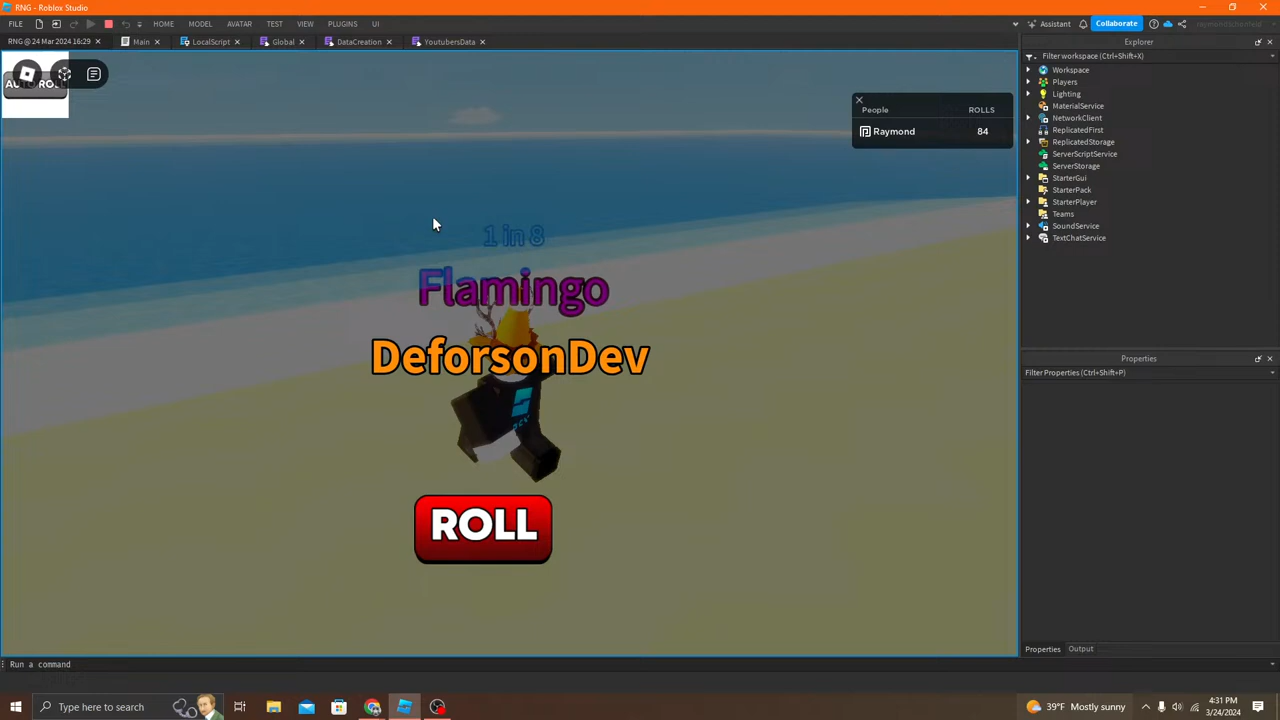 RNG - Roblox Studio
FILE HOME MODEL AVATAR TEST VIEW PLUGINS UI Assistant Collaborate
RNG @ 24 Mar 2024 16:29 Main LocalScript Global DataCreation YoutubersData
AUTO ROLL
People ROLLS
Raymond 84
1 in 8
Flamingo
DeforsonDev
ROLL
Explorer
Filter workspace (Ctrl+Shift+X)
Workspace
Players
Lighting
MaterialService
NetworkClient
ReplicatedFirst
ReplicatedStorage
ServerScriptService
ServerStorage
StarterGui
StarterPack
StarterPlayer
Teams
SoundService
TextChatService
Properties
Filter Properties (Ctrl+Shift+P)
Properties Output
Run a command
Type here to search
39°F Mostly sunny
4:31 PM
3/24/2024